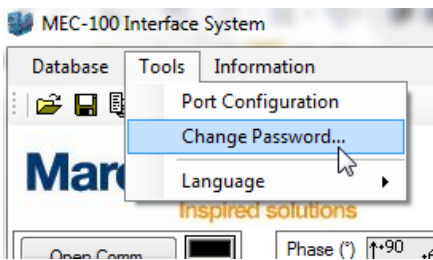 MEC-100 Interface System
Database Tools Information
Port Configuration
Change Password...
Language
Inspired solutions
Open Comm
Phase (°) +90